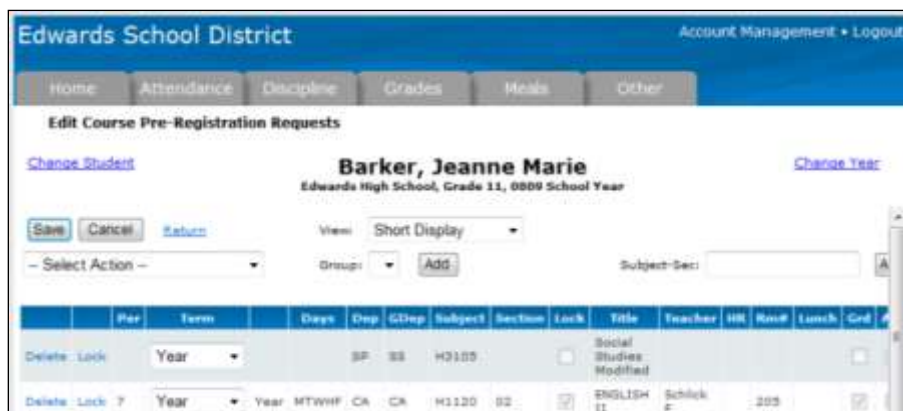 Edwards School District
Account Management • Logout
Home Attendance Discipline Grades Meals Other
Edit Course Pre-Registration Requests
Change Student
Barker, Jeanne Marie
Change Year
Edwards High School, Grade 11, 0809 School Year
Save Cancel Return View: Short Display
-- Select Action -- Group: Add Subject-Sec: A
Per Term Days Dep GDep Subject Section Lock Title Teacher HR Rm# Lunch Grd A
Delete Lock Year SP SS H3105 Social Studies Modified
Delete Lock 7 Year Year MTWHF CA CA H1120 02 ENGLISH II Schlick 205